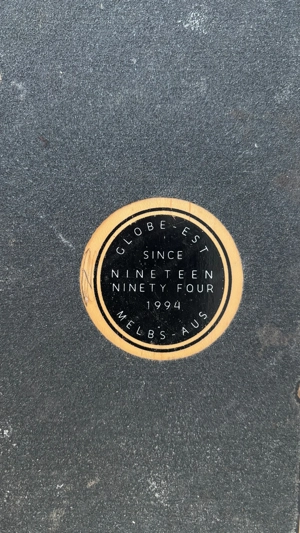 GLOBE-EST
SINCE
NINETEEN
NINETY FOUR
1994
MELBS-AUS